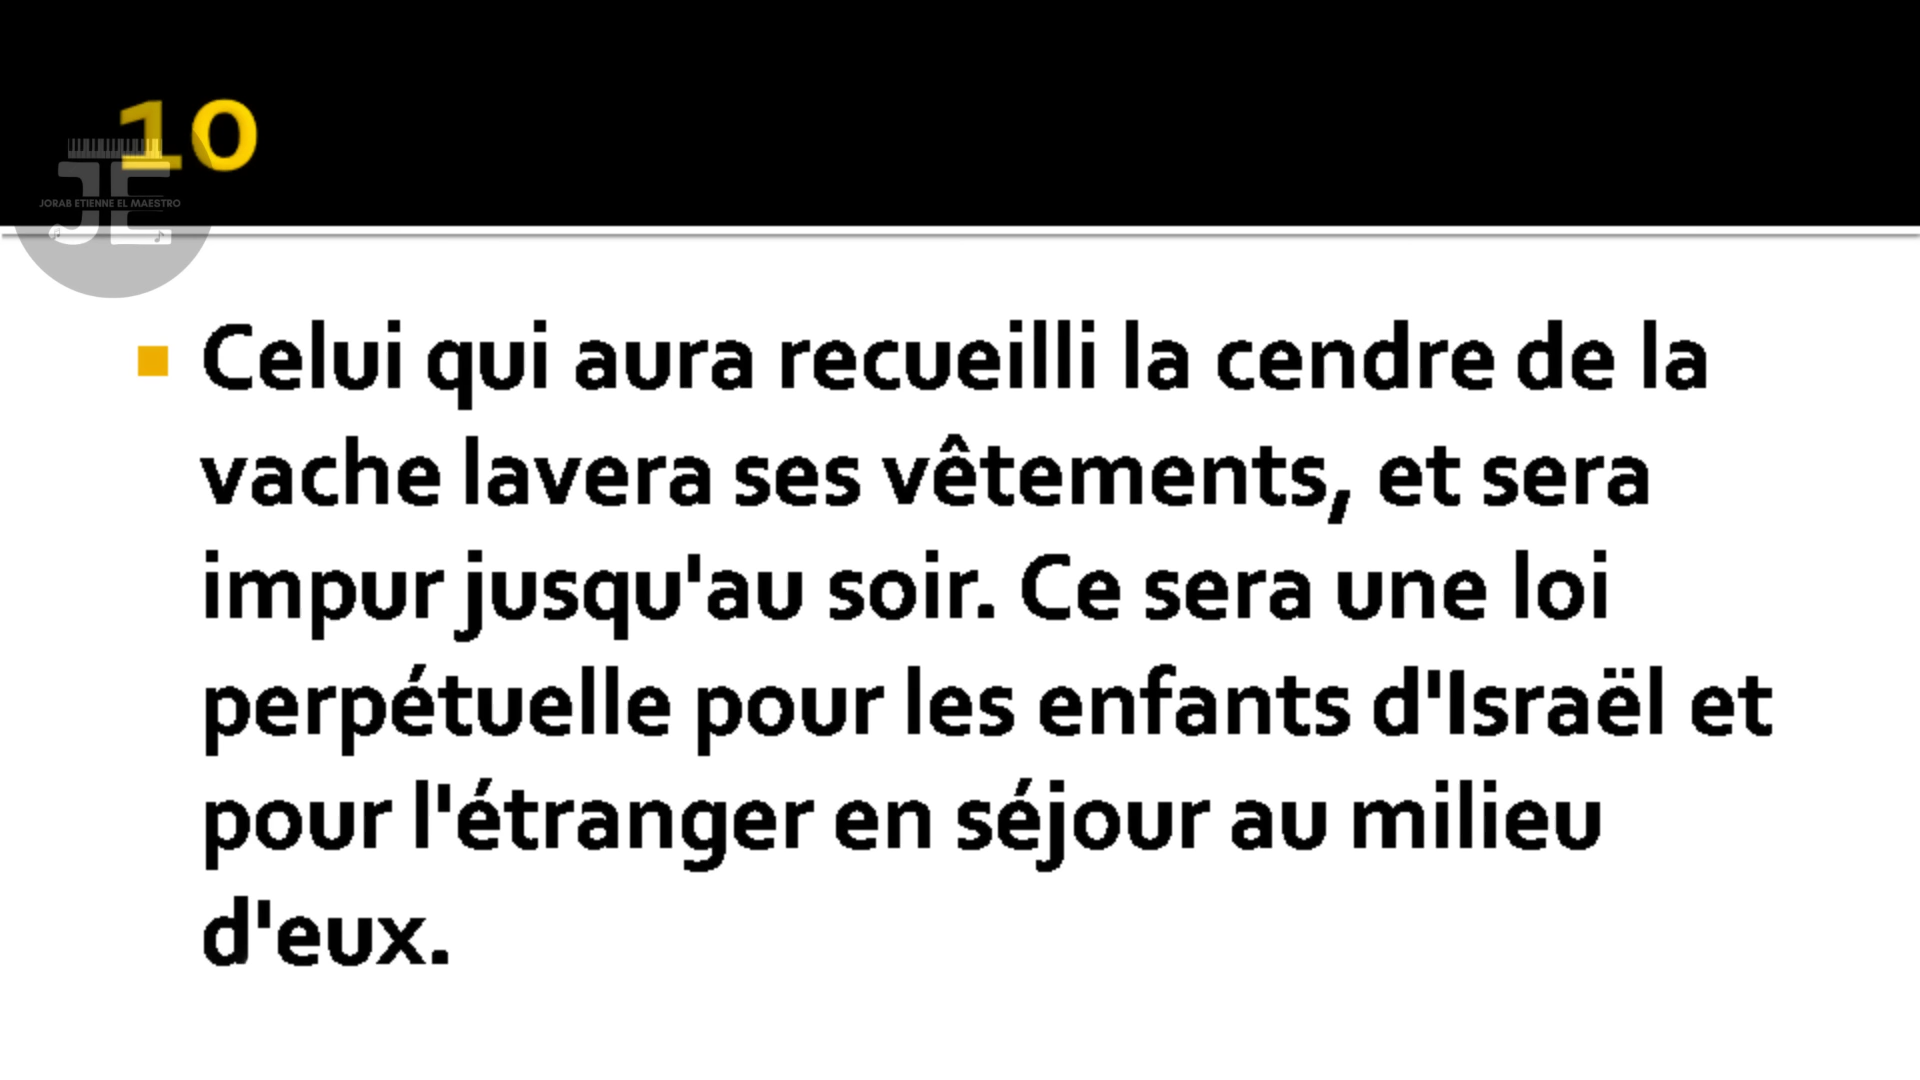 10
JE
JORAB ETIENNE EL MAESTRO
Celui qui aura recueilli la cendre de la
vache lavera ses vêtements, et sera
impur jusqu'au soir. Ce sera une loi
perpétuelle pour les enfants d'Israël et
pour l'étranger en séjour au milieu
d'eux.